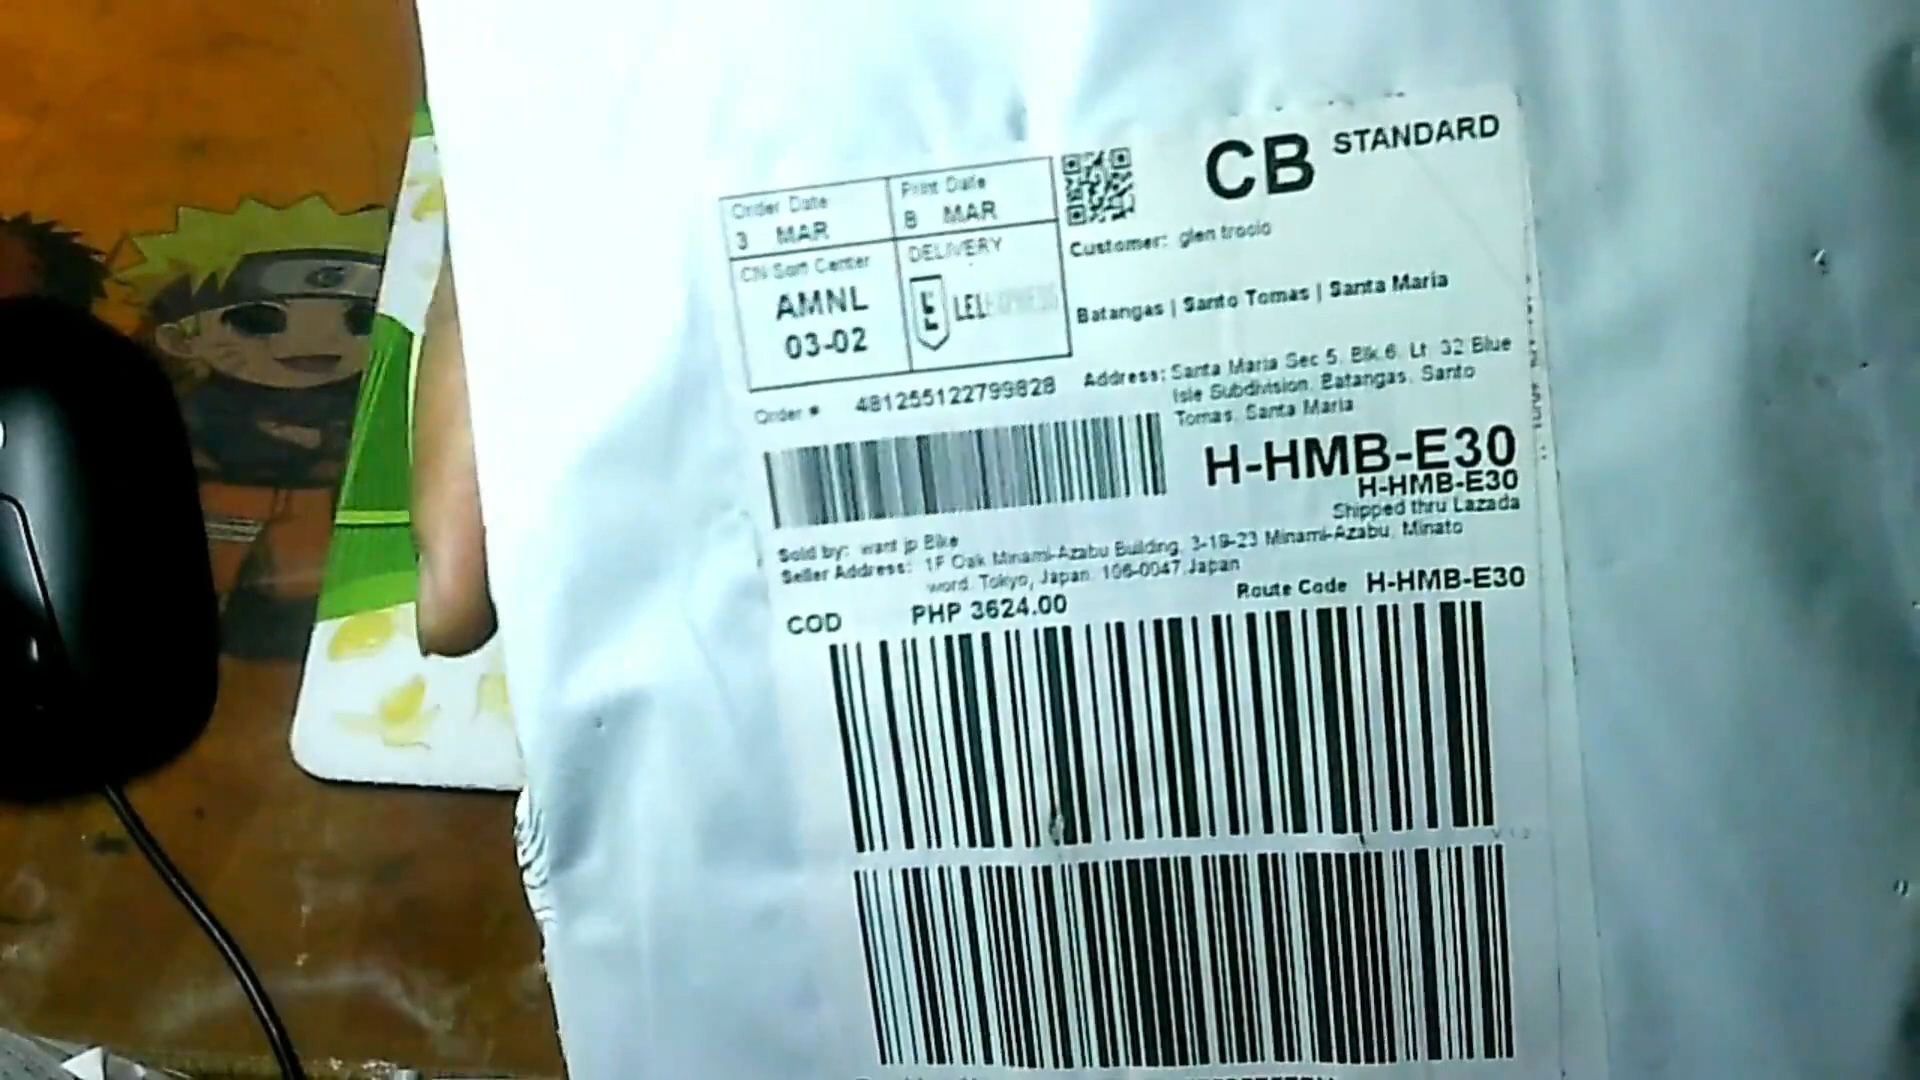 CB STANDARD
Order Date
3 MAR
Print Date
8 MAR
CN Sort Center
AMNL
03-02
DELIVERY
LEL EXPRESS
Customer: glen trocio
Batangas | Santo Tomas | Santa Maria
Order # 481255122799828
Address: Santa Maria Sec 5. Blk.6. Lt. 32 Blue
Isle Subdivision. Batangas. Santo
Tomas. Santa Maria
H-HMB-E30
H-HMB-E30
Shipped thru Lazada
Sold by: want jp Bike
Seller Address: 1F Oak Minami-Azabu Building. 3-19-23 Minami-Azabu. Minato
word. Tokyo, Japan. 106-0047.Japan
COD PHP 3624.00
Route Code H-HMB-E30